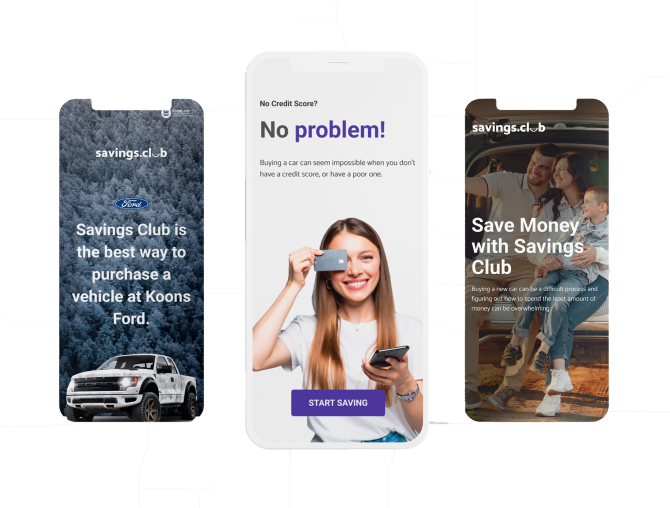 savings.club
Ford
Savings Club is
the best way to
purchase a
vehicle at Koons
Ford.
No Credit Score?
No problem!
Buying a car can seem impossible when you don't
have a credit score, or have a poor one.
START SAVING
savings.club
Save Money
with Savings
Club
Buying a new car can be a difficult process and
figuring out how to spend the least amount of
money can be overwhelming